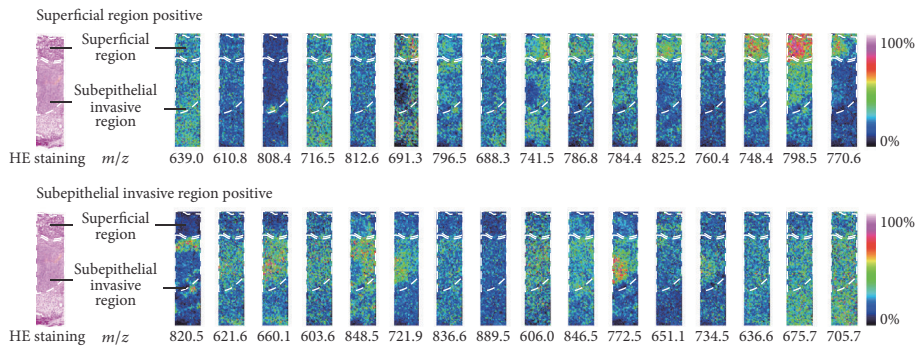 Superficial region positive
Superficial
region
Subepithelial
invasive
region
100%
0%
HE staining m/z 639.0 610.8 808.4 716.5 812.6 691.3 796.5 688.3 741.5 786.8 784.4 825.2 760.4 748.4 798.5 770.6
Subepithelial invasive region positive
Superficial
region
Subepithelial
invasive
region
100%
0%
HE staining m/z 820.5 621.6 660.1 603.6 848.5 721.9 836.6 889.5 606.0 846.5 772.5 651.1 734.5 636.6 675.7 705.7